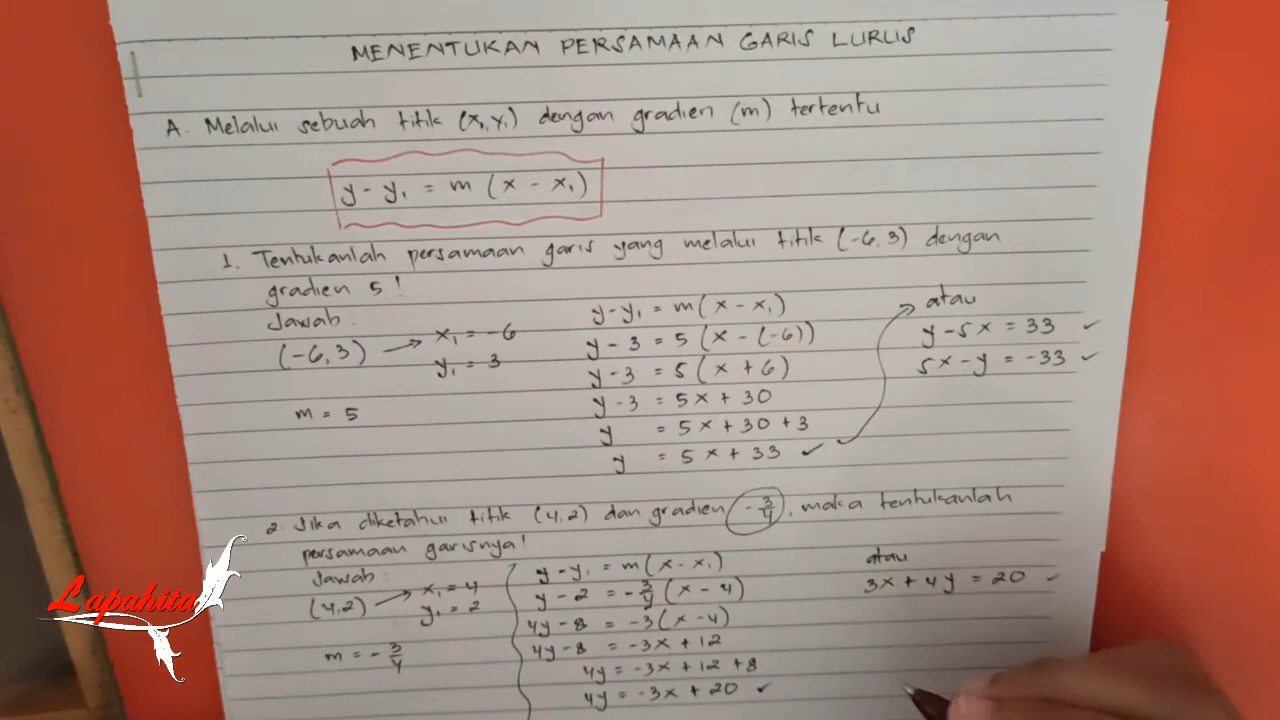 MENENTUKAN PERSAMAAN GARIS LURUS
A. Melalui sebuah titik (x₁, y₁) dengan gradien (m) tertentu
y - y₁ = m (x - x₁)
1. Tentukanlah persamaan garis yang melalui titik (-6, 3) dengan
gradien 5!
Jawab:
(-6, 3) → x₁ = -6
y₁ = 3
m = 5
y - y₁ = m (x - x₁)
y - 3 = 5 (x - (-6))
y - 3 = 5 (x + 6)
y - 3 = 5x + 30
y = 5x + 30 + 3
y = 5x + 33 ✓
atau
y - 5x = 33 ✓
5x - y = -33 ✓
2. Jika diketahui titik (4, 2) dan gradien -3/4, maka tentukanlah
persamaan garisnya!
Jawab:
(4, 2) → x₁ = 4
y₁ = 2
m = -3/4
y - y₁ = m (x - x₁)
y - 2 = -3/4 (x - 4)
4y - 8 = -3 (x - 4)
4y - 8 = -3x + 12
4y = -3x + 12 + 8
4y = -3x + 20 ✓
atau
3x + 4y = 20 ✓
Lapahita